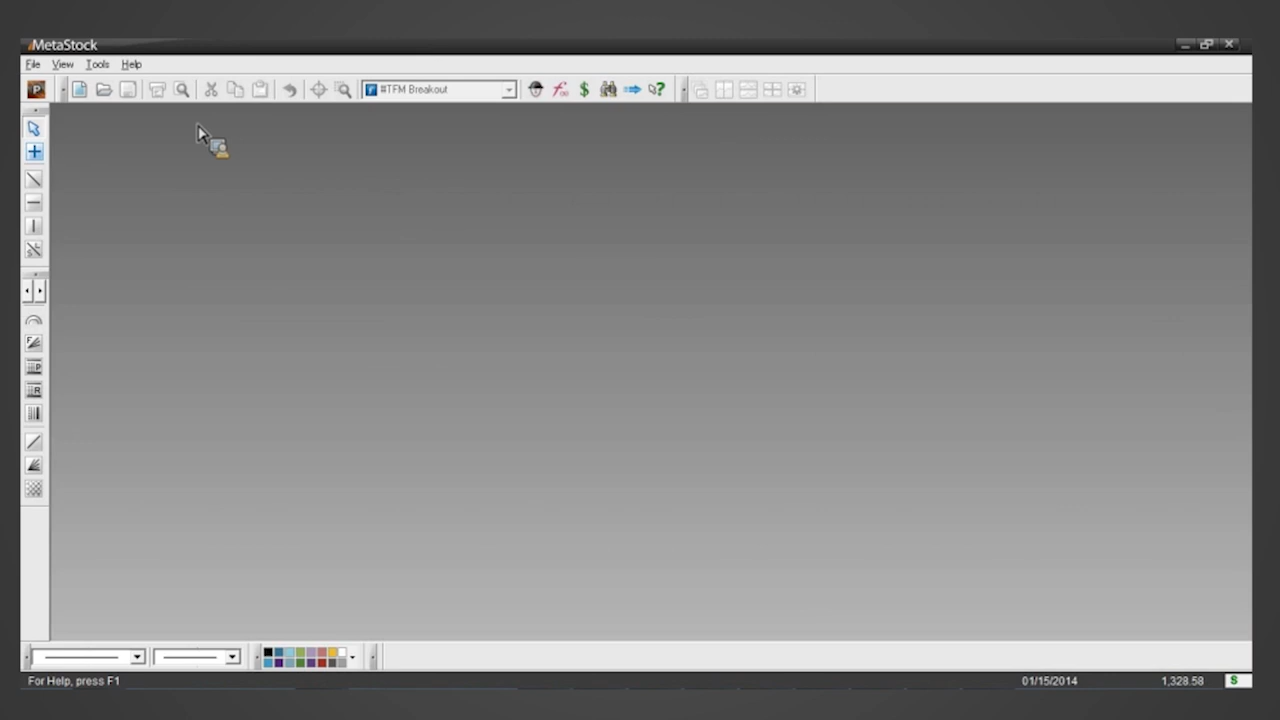 MetaStock
File View Tools Help
P #TFM Breakout $ ?
F
P
R
For Help, press F1 01/15/2014 1,328.58 S